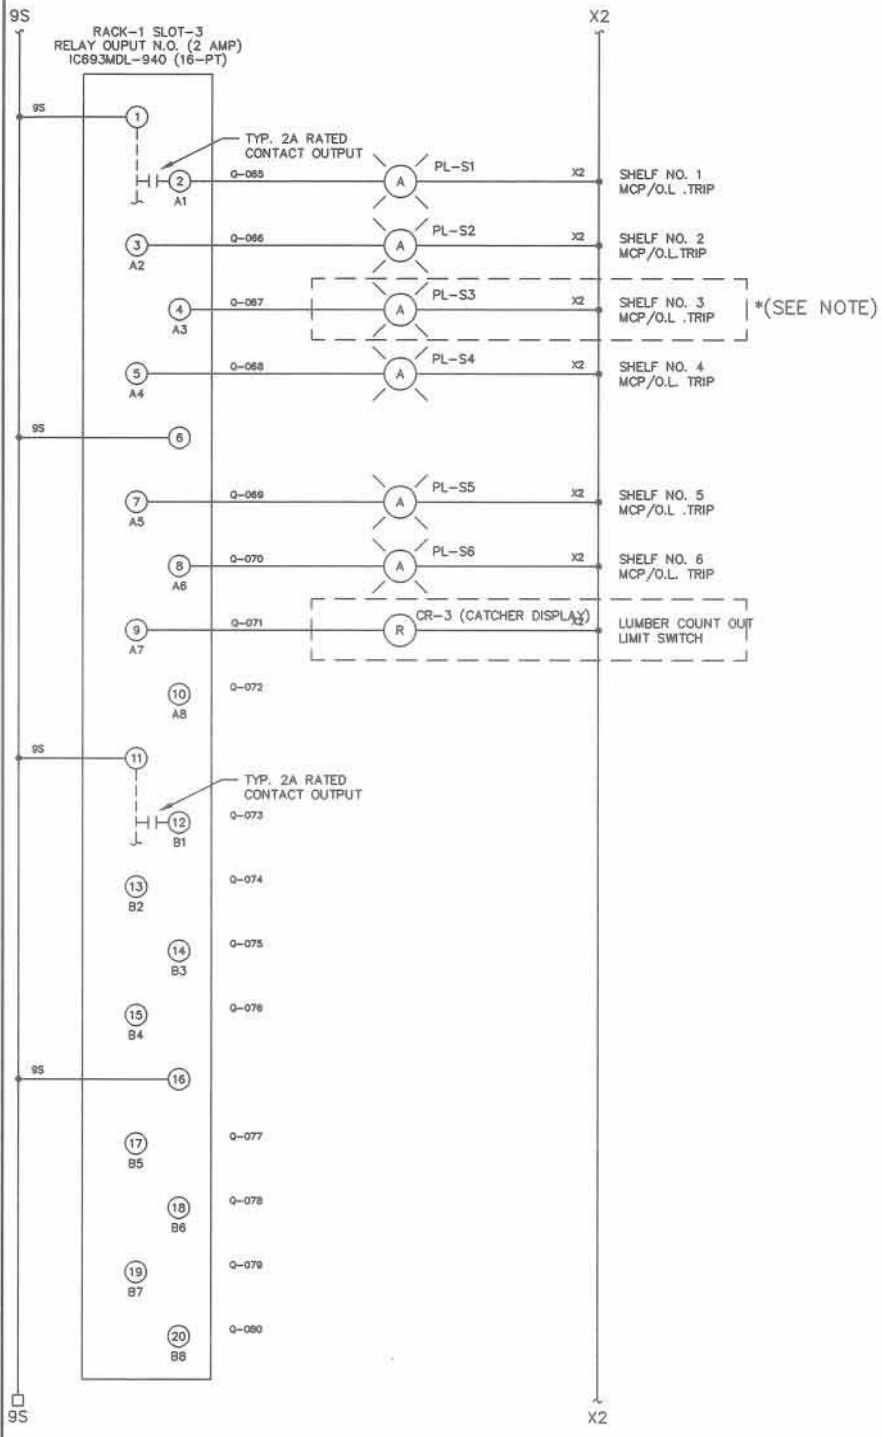 9S
X2
RACK-1 SLOT-3
RELAY OUPUT N.O. (2 AMP)
IC693MDL-940 (16-PT)
9S
1
TYP. 2A RATED
CONTACT OUTPUT
2
A1
Q-065
A
PL-S1
X2
SHELF NO. 1
MCP/O.L .TRIP
3
A2
Q-066
A
PL-S2
X2
SHELF NO. 2
MCP/O.L.TRIP
4
A3
Q-067
A
PL-S3
X2
SHELF NO. 3
MCP/O.L .TRIP
*(SEE NOTE)
5
A4
Q-068
A
PL-S4
X2
SHELF NO. 4
MCP/O.L. TRIP
9S
6
7
A5
Q-069
A
PL-S5
X2
SHELF NO. 5
MCP/O.L .TRIP
8
A6
Q-070
A
PL-S6
X2
SHELF NO. 6
MCP/O.L. TRIP
9
A7
Q-071
R
CR-3 (CATCHER DISPLAY)
X2
LUMBER COUNT OUT
LIMIT SWITCH
10
A8
Q-072
9S
11
TYP. 2A RATED
CONTACT OUTPUT
12
B1
Q-073
13
B2
Q-074
14
B3
Q-075
15
B4
Q-076
9S
16
17
B5
Q-077
18
B6
Q-078
19
B7
Q-079
20
B8
Q-080
9S
X2